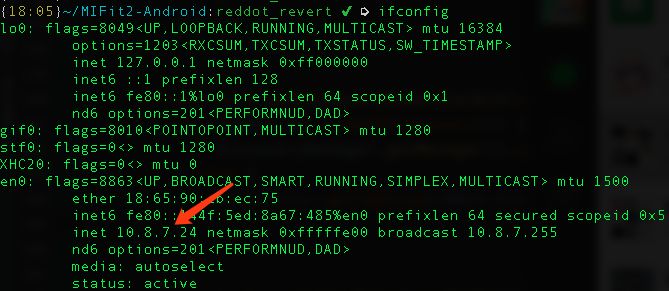 {18:05}~/MIFit2-Android:reddot_revert ✔ ➭ ifconfig
lo0: flags=8049<UP,LOOPBACK,RUNNING,MULTICAST> mtu 16384
options=1203<RXCSUM,TXCSUM,TXSTATUS,SW_TIMESTAMP>
inet 127.0.0.1 netmask 0xff000000
inet6 ::1 prefixlen 128
inet6 fe80::1%lo0 prefixlen 64 scopeid 0x1
nd6 options=201<PERFORMNUD,DAD>
gif0: flags=8010<POINTOPOINT,MULTICAST> mtu 1280
stf0: flags=0<> mtu 1280
XHC20: flags=0<> mtu 0
en0: flags=8863<UP,BROADCAST,SMART,RUNNING,SIMPLEX,MULTICAST> mtu 1500
ether 18:65:90: :ec:75
inet6 fe80:: :5ed:8a67:485%en0 prefixlen 64 secured scopeid 0x5
inet 10.8.7.24 netmask 0xfffffe00 broadcast 10.8.7.255
nd6 options=201<PERFORMNUD,DAD>
media: autoselect
status: active